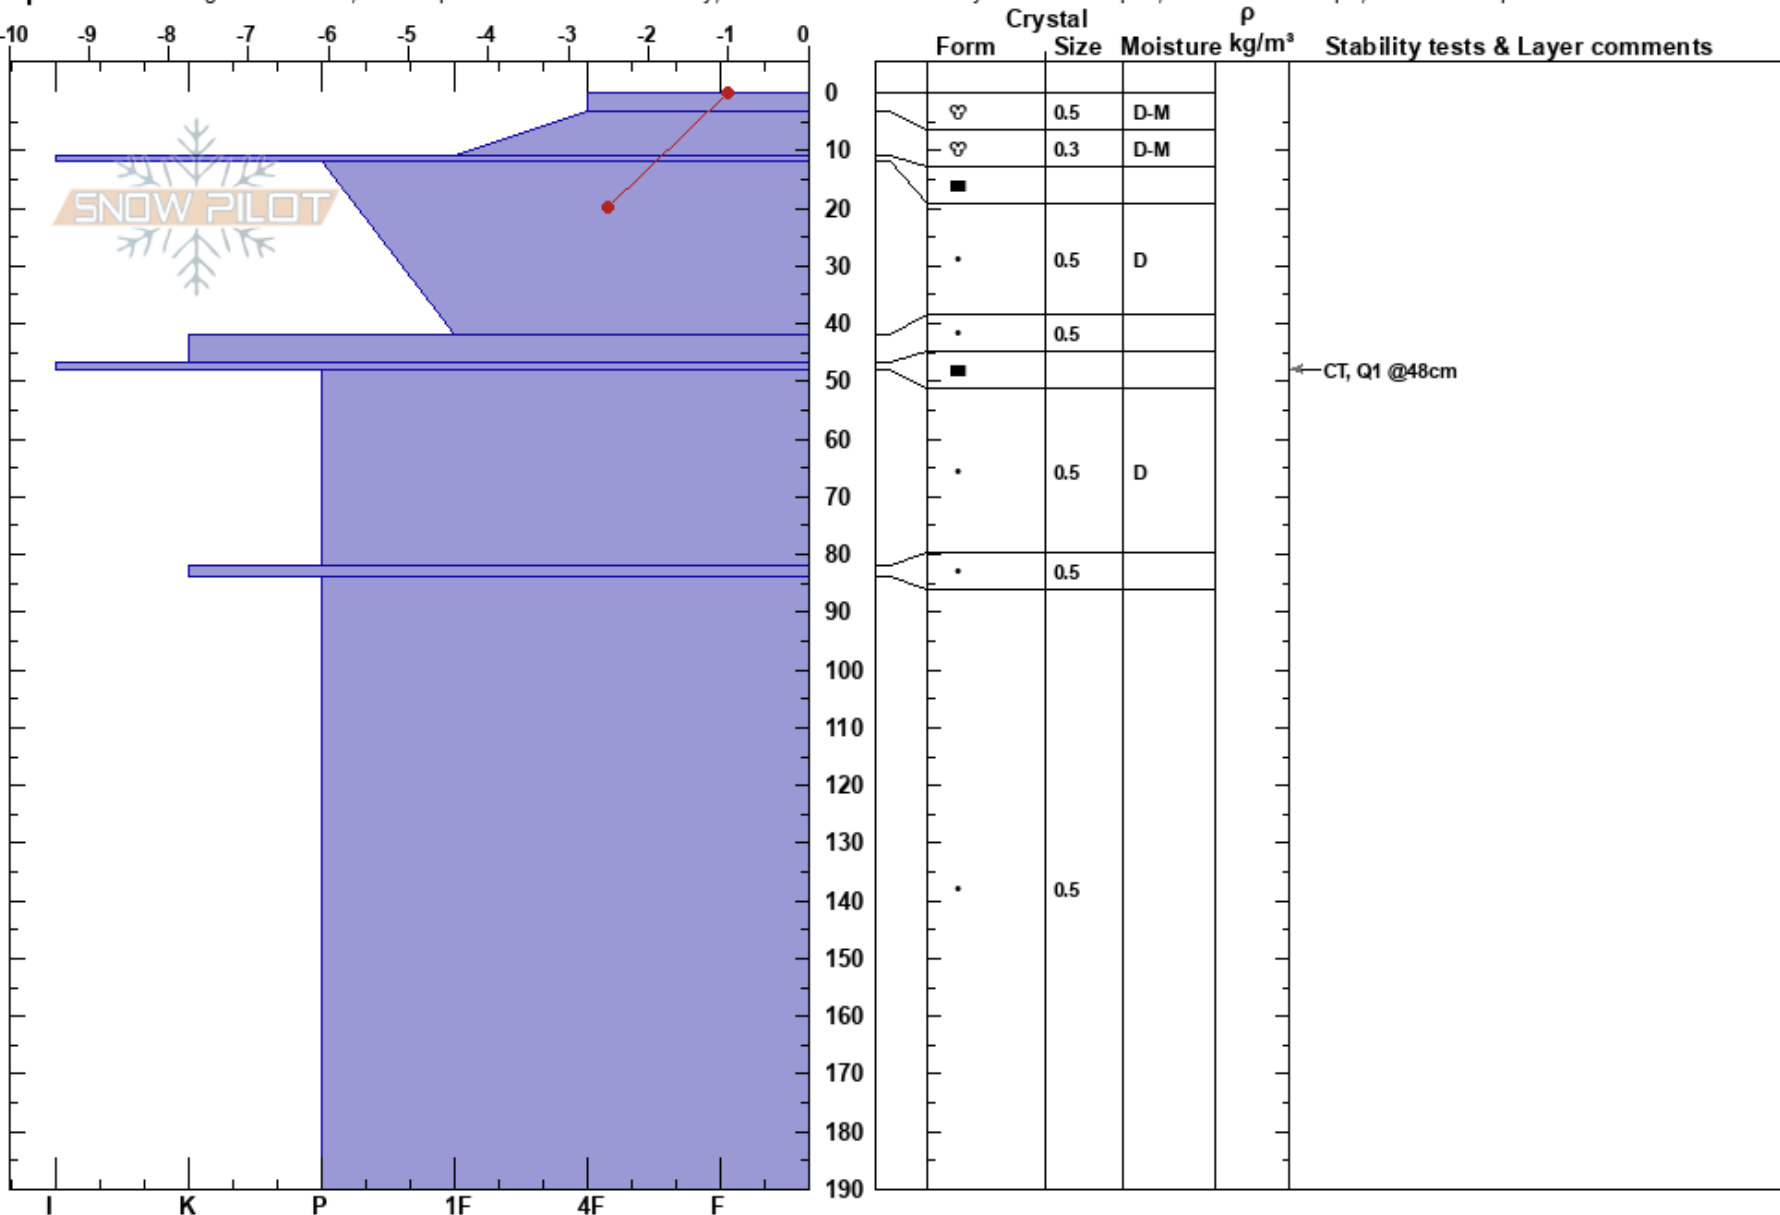 Crystal ρ
-10 -9 -8 -7 -6 -5 -4 -3 -2 -1 0
Form Size Moisture kg/m³ Stability tests & Layer comments
0
0.5 D-M
10
0.3 D-M
SNOW PILOT
20
0.5 D
30
40
0.5
CT, Q1 @48cm
50
60
0.5 D
70
80
0.5
90
100
110
120
130
0.5
140
150
160
170
180
190
I K P 1F 4F F